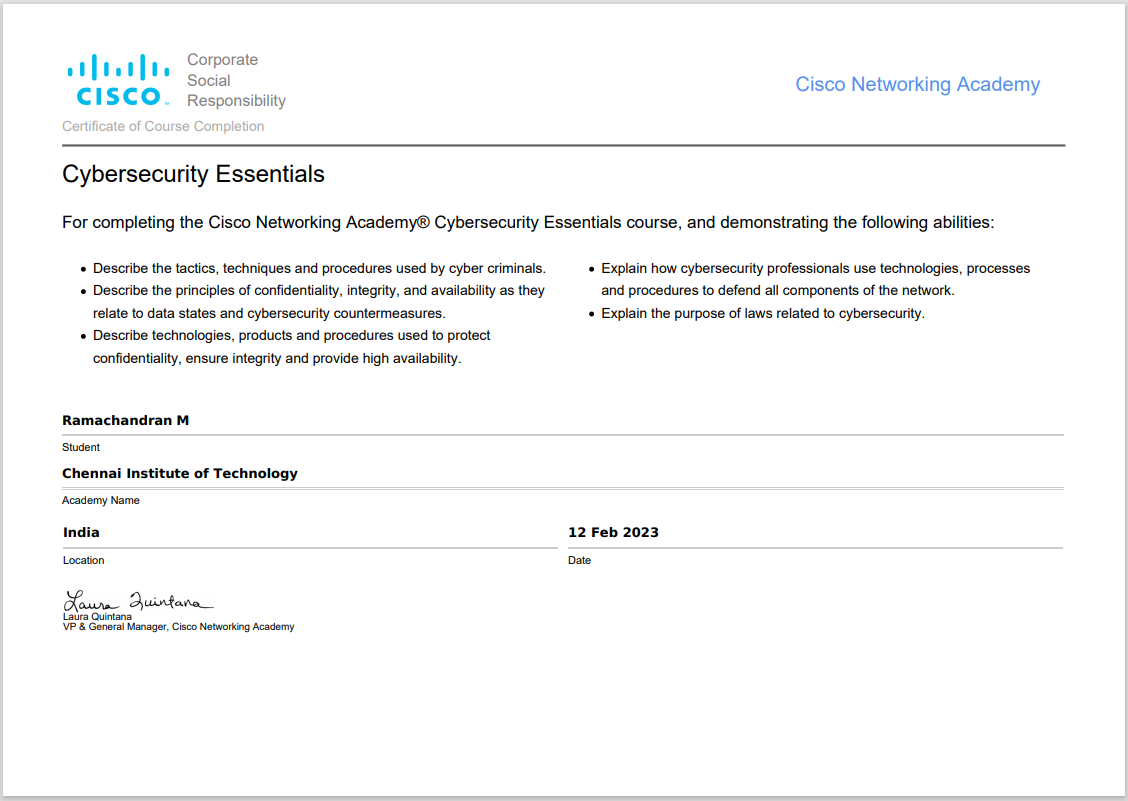 CISCO
Corporate
Social
Responsibility
Cisco Networking Academy
Certificate of Course Completion
Cybersecurity Essentials
For completing the Cisco Networking Academy® Cybersecurity Essentials course, and demonstrating the following abilities:
• Describe the tactics, techniques and procedures used by cyber criminals.
• Describe the principles of confidentiality, integrity, and availability as they
relate to data states and cybersecurity countermeasures.
• Describe technologies, products and procedures used to protect
confidentiality, ensure integrity and provide high availability.
• Explain how cybersecurity professionals use technologies, processes
and procedures to defend all components of the network.
• Explain the purpose of laws related to cybersecurity.
Ramachandran M
Student
Chennai Institute of Technology
Academy Name
India
Location
12 Feb 2023
Date
Laura Quintana
Laura Quintana
VP & General Manager, Cisco Networking Academy